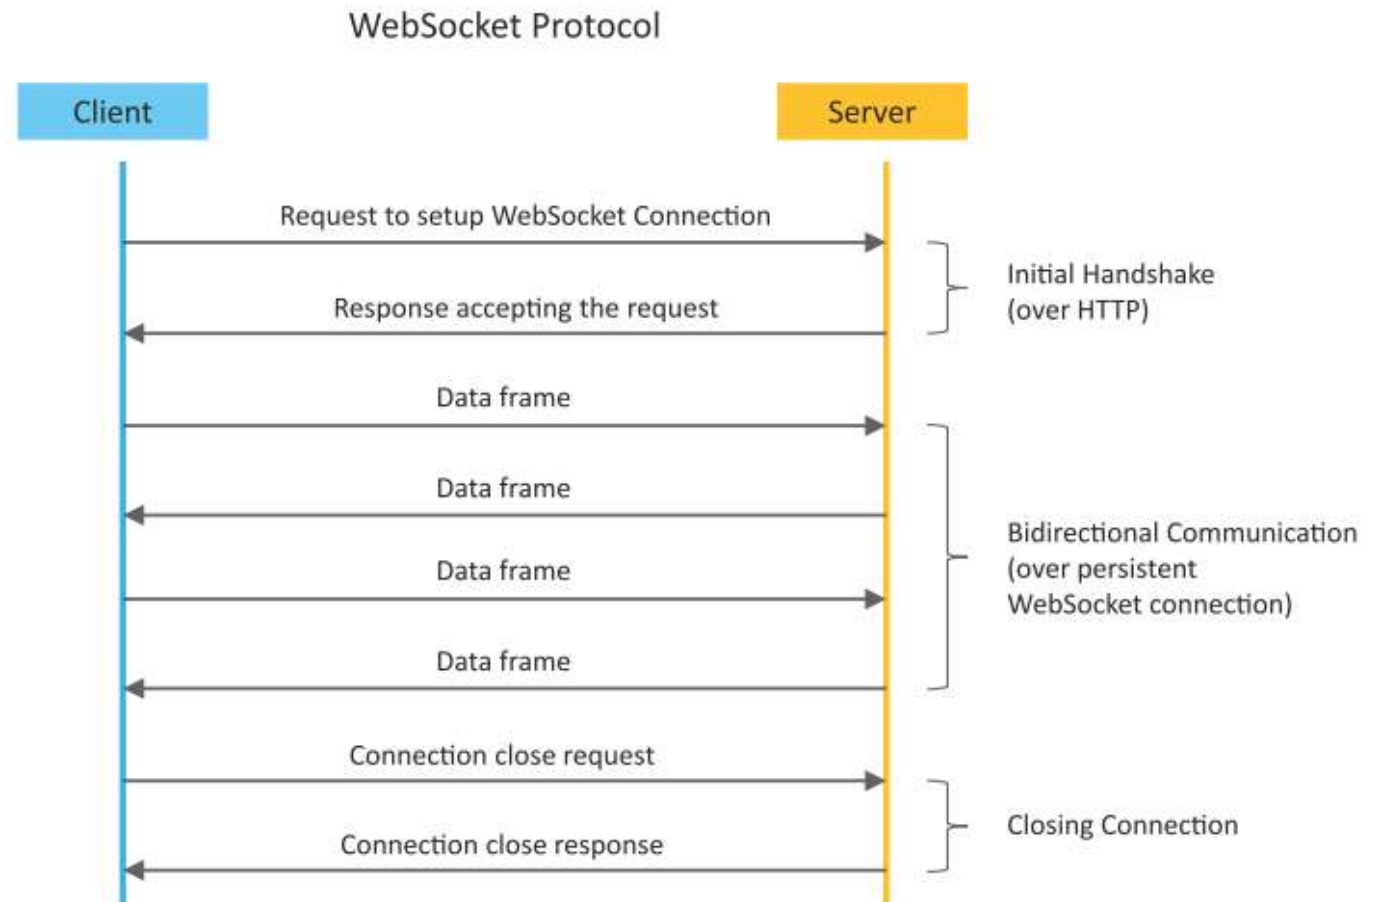 WebSocket Protocol
Client
Server
Request to setup WebSocket Connection
Initial Handshake
(over HTTP)
Response accepting the request
Data frame
Data frame
Bidirectional Communication
(over persistent
WebSocket connection)
Data frame
Data frame
Connection close request
Closing Connection
Connection close response